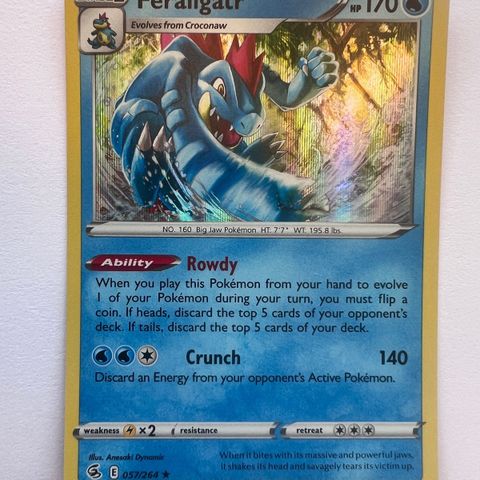 Feraligatr HP 170
Evolves from Croconaw
NO. 160 Big Jaw Pokémon HT: 7'7" WT: 195.8 lbs.
Ability Rowdy
When you play this Pokémon from your hand to evolve
1 of your Pokémon during your turn, you must flip a
coin. If heads, discard the top 5 cards of your opponent's
deck. If tails, discard the top 5 cards of your deck.
Crunch 140
Discard an Energy from your opponent's Active Pokémon.
weakness ×2 resistance retreat
Illus. Anesaki Dynamic
E 057/264 ★
When it bites with its massive and powerful jaws,
it shakes its head and savagely tears its victim up.